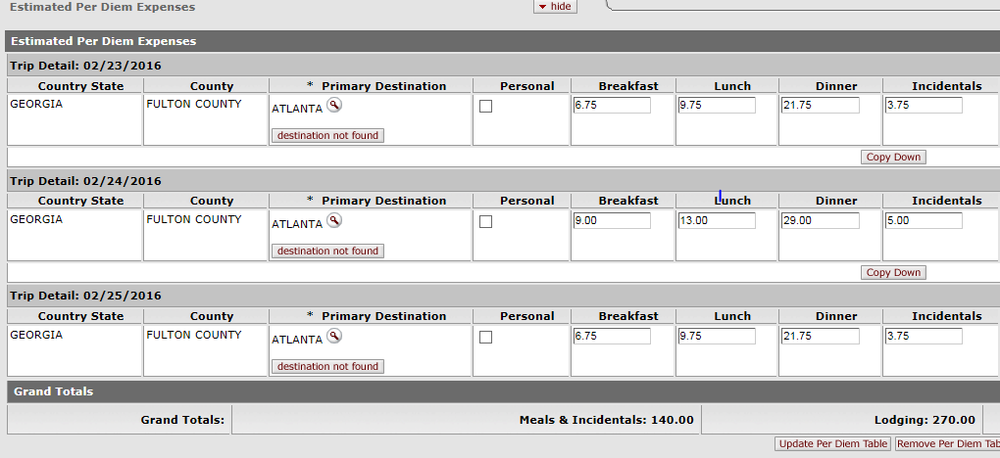 Estimated Per Diem Expenses
hide
Estimated Per Diem Expenses
Trip Detail: 02/23/2016
Country State County * Primary Destination Personal Breakfast Lunch Dinner Incidentals
GEORGIA FULTON COUNTY ATLANTA 6.75 9.75 21.75 3.75
destination not found
Copy Down
Trip Detail: 02/24/2016
Country State County * Primary Destination Personal Breakfast Lunch Dinner Incidentals
GEORGIA FULTON COUNTY ATLANTA 9.00 13.00 29.00 5.00
destination not found
Copy Down
Trip Detail: 02/25/2016
Country State County * Primary Destination Personal Breakfast Lunch Dinner Incidentals
GEORGIA FULTON COUNTY ATLANTA 6.75 9.75 21.75 3.75
destination not found
Grand Totals
Grand Totals: Meals & Incidentals: 140.00 Lodging: 270.00
Update Per Diem Table Remove Per Diem Tab